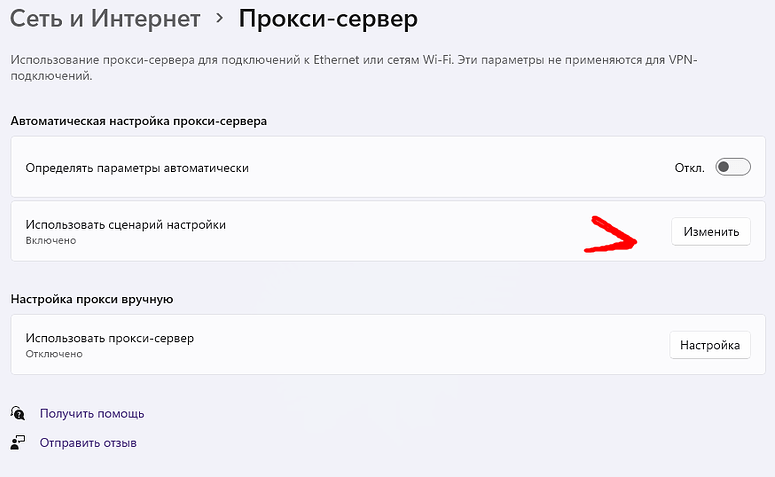 Сеть и Интернет > Прокси-сервер
Использование прокси-сервера для подключений к Ethernet или сетям Wi-Fi. Эти параметры не применяются для VPN-
подключений.
Автоматическая настройка прокси-сервера
Определять параметры автоматически
Откл.
Использовать сценарий настройки
Включено
Изменить
Настройка прокси вручную
Использовать прокси-сервер
Отключено
Настройка
Получить помощь
Отправить отзыв